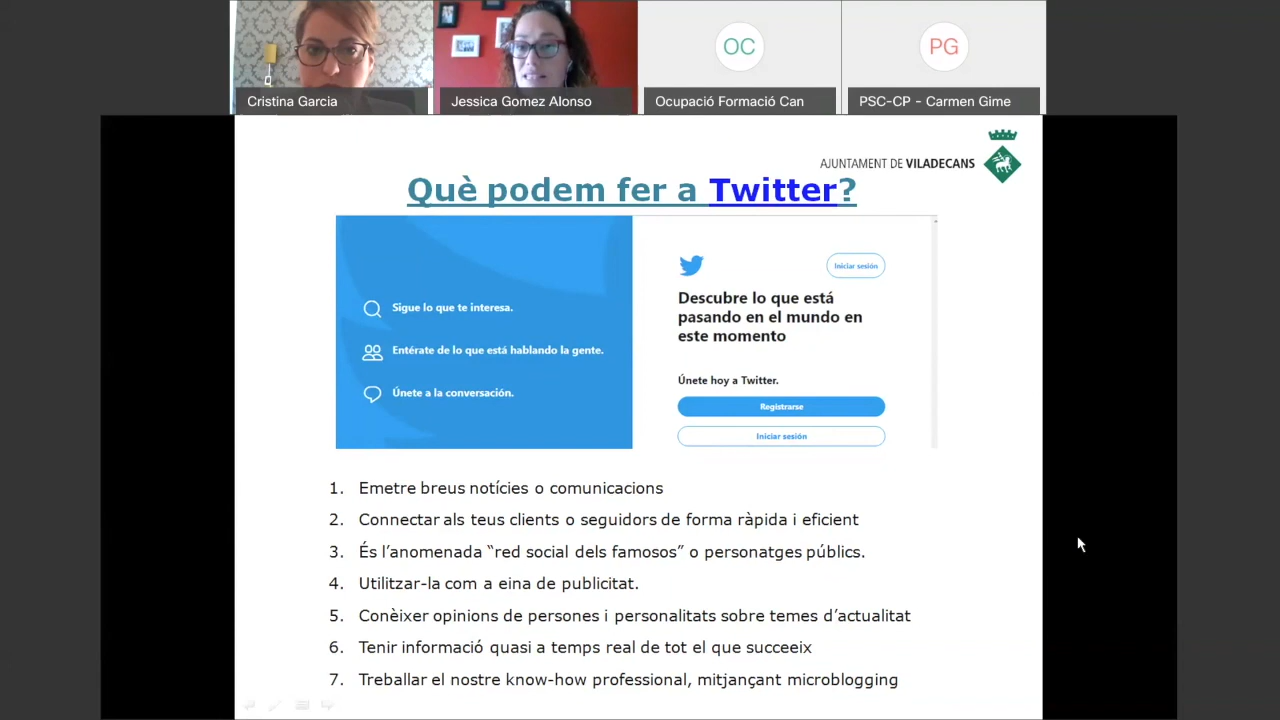 Cristina Garcia
Jessica Gomez Alonso
OC
Ocupació Formació Can
PG
PSC-CP - Carmen Gime
AJUNTAMENT DE VILADECANS
Què podem fer a Twitter?
Sigue lo que te interesa.
Entérate de lo que está hablando la gente.
Únete a la conversación.
Iniciar sesión
Descubre lo que está
pasando en el mundo en
este momento
Únete hoy a Twitter.
Registrarse
Iniciar sesión
1. Emetre breus notícies o comunicacions
2. Connectar als teus clients o seguidors de forma ràpida i eficient
3. És l’anomenada “red social dels famosos” o personatges públics.
4. Utilitzar-la com a eina de publicitat.
5. Conèixer opinions de persones i personalitats sobre temes d’actualitat
6. Tenir informació quasi a temps real de tot el que succeeix
7. Treballar el nostre know-how professional, mitjançant microblogging